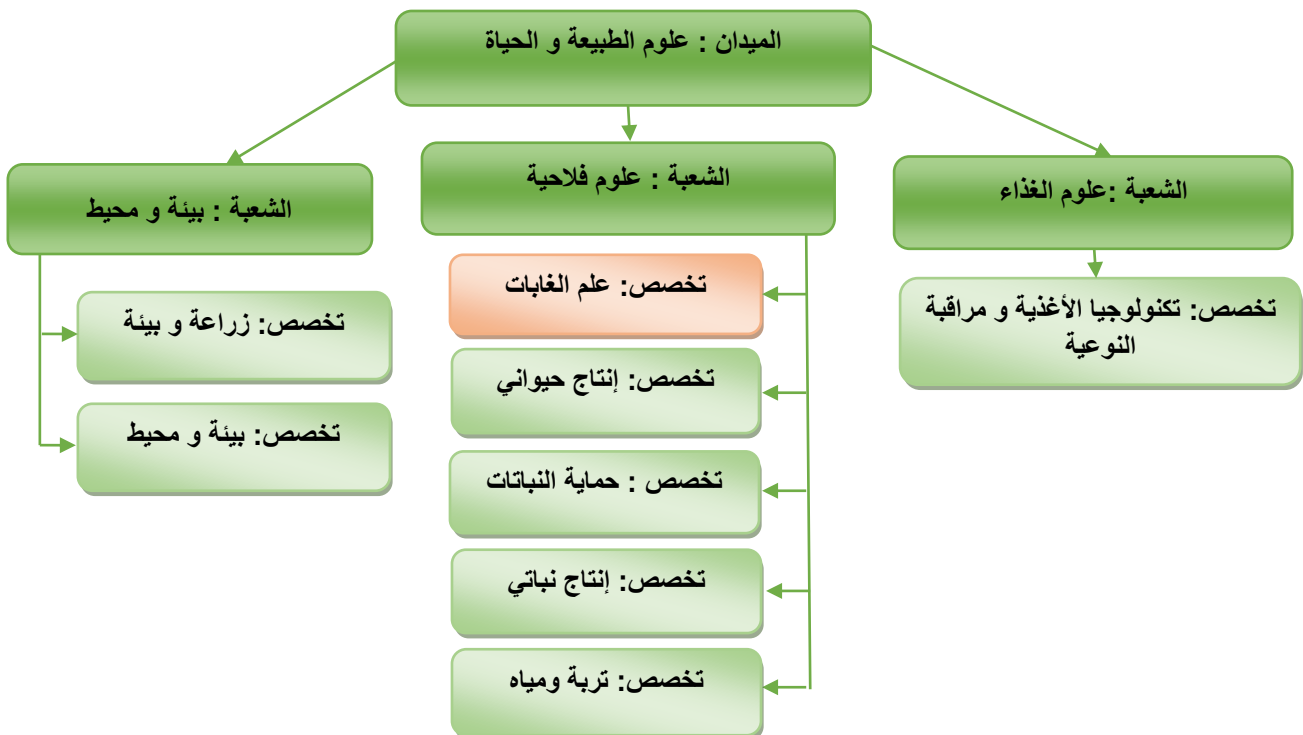 الميدان : علوم الطبيعة و الحياة
الشعبة :علوم الغذاء
تخصص: تكنولوجيا الأغذية و مراقبة
النوعية
الشعبة : علوم فلاحية
تخصص: علم الغابات
تخصص: إنتاج حيواني
تخصص : حماية النباتات
تخصص: إنتاج نباتي
تخصص: تربة ومياه
الشعبة : بيئة و محيط
تخصص: زراعة و بيئة
تخصص: بيئة و محيط